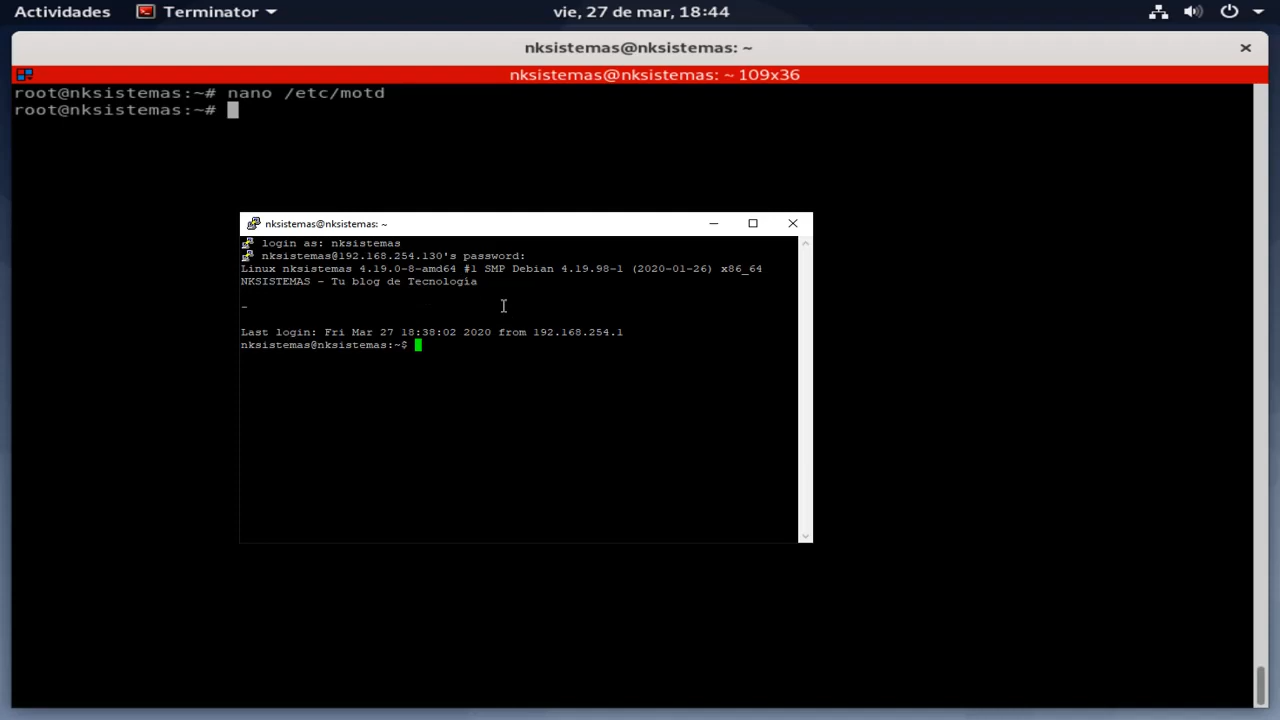 Actividades Terminator vie, 27 de mar, 18:44
nksistemas@nksistemas: ~
nksistemas@nksistemas: ~ 109x36
root@nksistemas:~# nano /etc/motd
root@nksistemas:~#
nksistemas@nksistemas: ~
login as: nksistemas
nksistemas@192.168.254.130's password:
Linux nksistemas 4.19.0-8-amd64 #1 SMP Debian 4.19.98-1 (2020-01-26) x86_64
NKSISTEMAS - Tu blog de Tecnología
-
Last login: Fri Mar 27 18:38:02 2020 from 192.168.254.1
nksistemas@nksistemas:~$